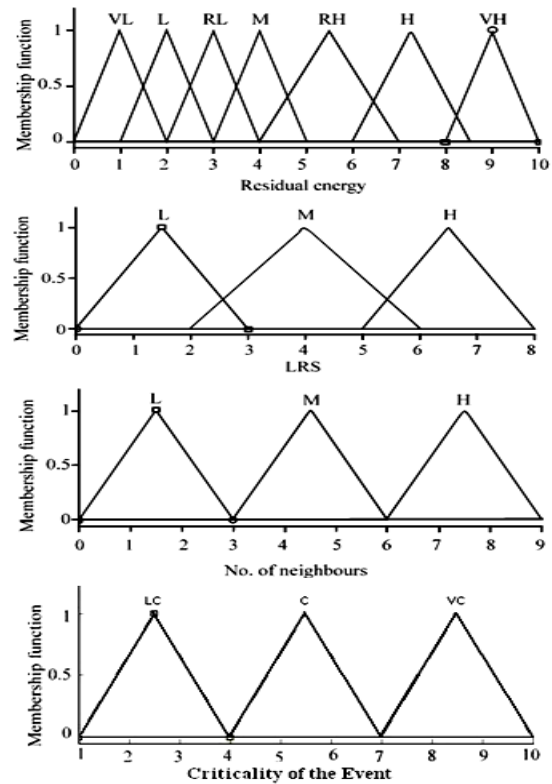 VL L RL M RH H VH
Membership function
1
0.5
0
0 1 2 3 4 5 6 7 8 9 10
Residual energy
L M H
Membership function
1
0.5
0
0 1 2 3 4 5 6 7 8
LRS
L M H
Membership function
1
0.5
0
0 1 2 3 4 5 6 7 8 9
No. of neighbours
LC C VC
Membership function
1
0.5
0
1 2 3 4 5 6 7 8 9 10
Criticality of the Event